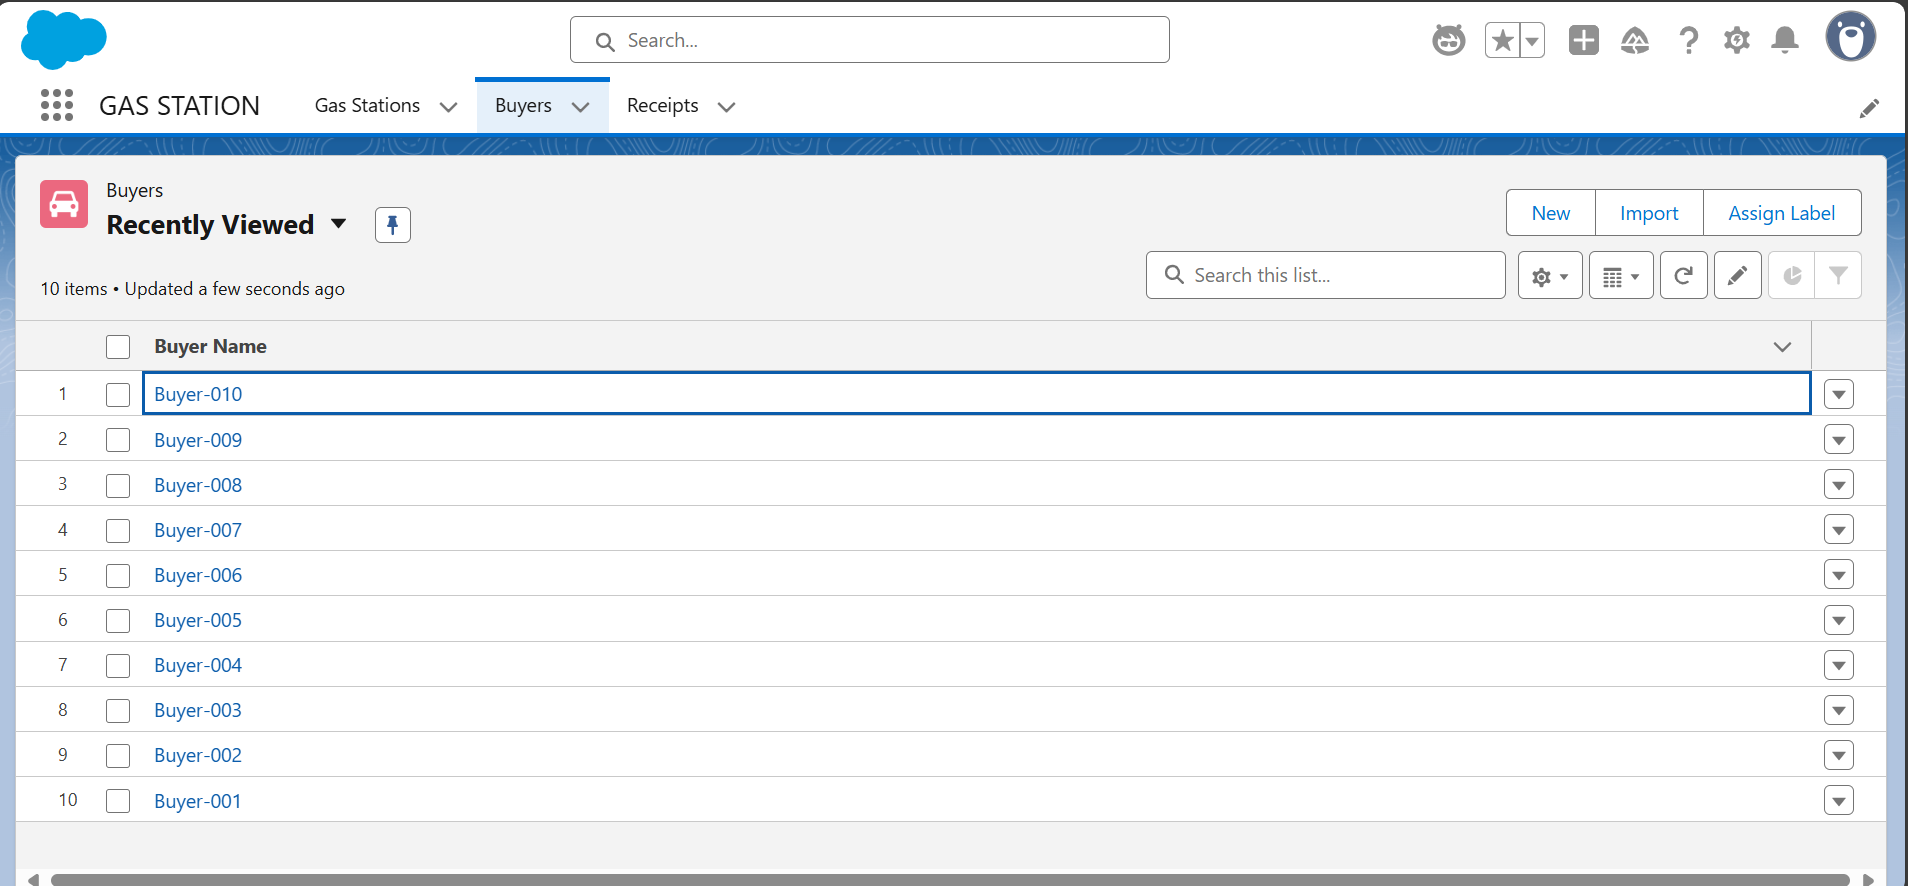 Search...
GAS STATION
Gas Stations
Buyers
Receipts
Buyers
Recently Viewed
New
Import
Assign Label
10 items • Updated a few seconds ago
Search this list...
Buyer Name
1 Buyer-010
2 Buyer-009
3 Buyer-008
4 Buyer-007
5 Buyer-006
6 Buyer-005
7 Buyer-004
8 Buyer-003
9 Buyer-002
10 Buyer-001